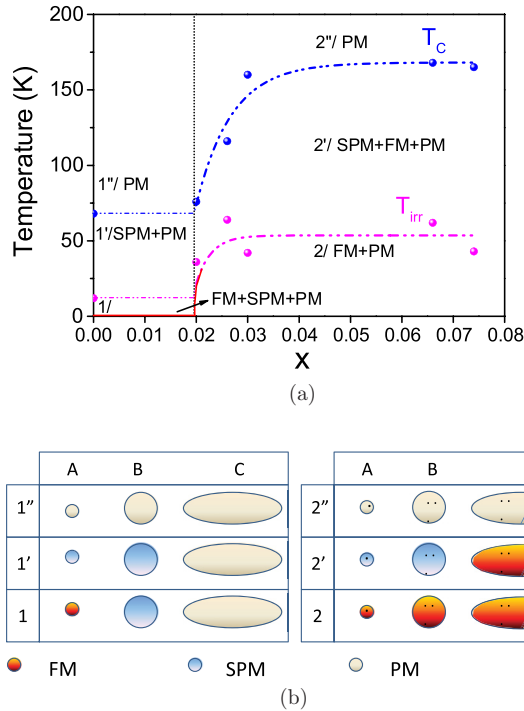 200
150
100
50
0
Temperature (K)
2"/ PM
T_C
2'/ SPM+FM+PM
1"/ PM
1'/SPM+PM
T_irr
2/ FM+PM
1/
FM+SPM+PM
0.00 0.01 0.02 0.03 0.04 0.05 0.06 0.07 0.08
X
(a)
A B C A B
1" 2"
1' 2'
1 2
FM SPM PM
(b)